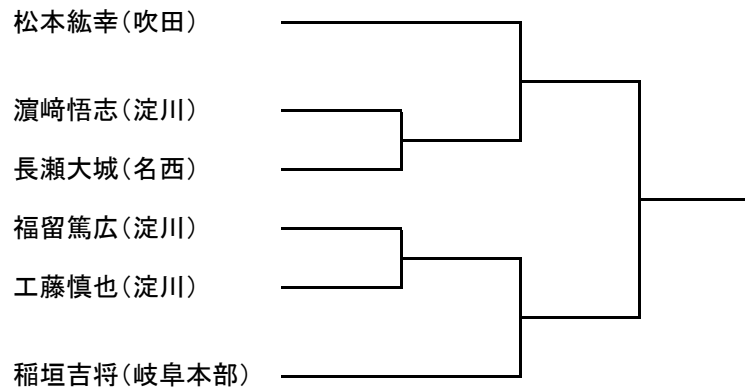 松本紘幸（吹田）
濵﨑悟志（淀川）
長瀬大城（名西）
福留篤広（淀川）
工藤慎也（淀川）
稲垣吉将（岐阜本部）